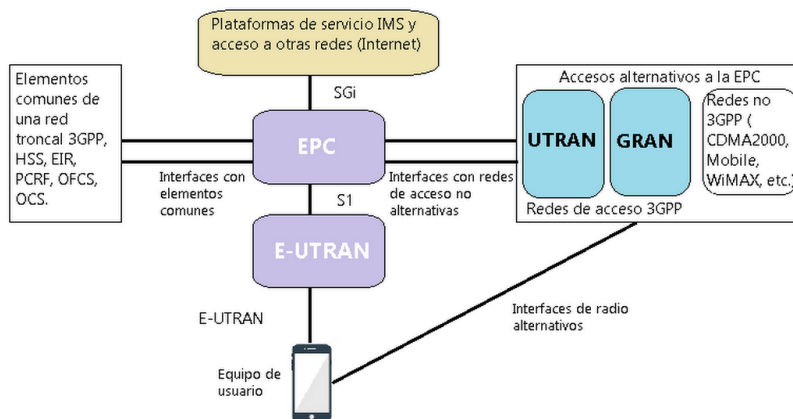 Plataformas de servicio IMS y
acceso a otras redes (Internet)
SGi
Elementos
comunes de
una red
troncal 3GPP,
HSS, EIR,
PCRF, OFCS,
OCS.
Interfaces con
elementos
comunes
EPC
Interfaces con redes
de acceso no
alternativas
S1
Accesos alternativos a la EPC
UTRAN
GRAN
Redes no
3GPP (
CDMA2000,
Mobile,
WiMAX, etc.)
Redes de acceso 3GPP
E-UTRAN
E-UTRAN
Interfaces de radio
alternativos
Equipo de
usuario